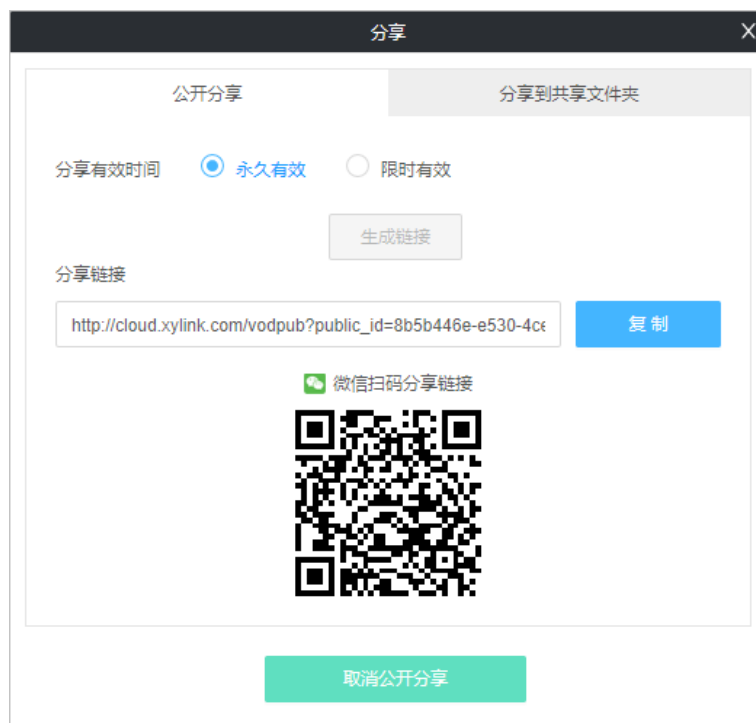 分享
公开分享 分享到共享文件夹
分享有效时间 永久有效 限时有效
生成链接
分享链接
http://cloud.xylink.com/vodpub?public_id=8b5b446e-e530-4ce 复制
微信扫码分享链接
取消公开分享